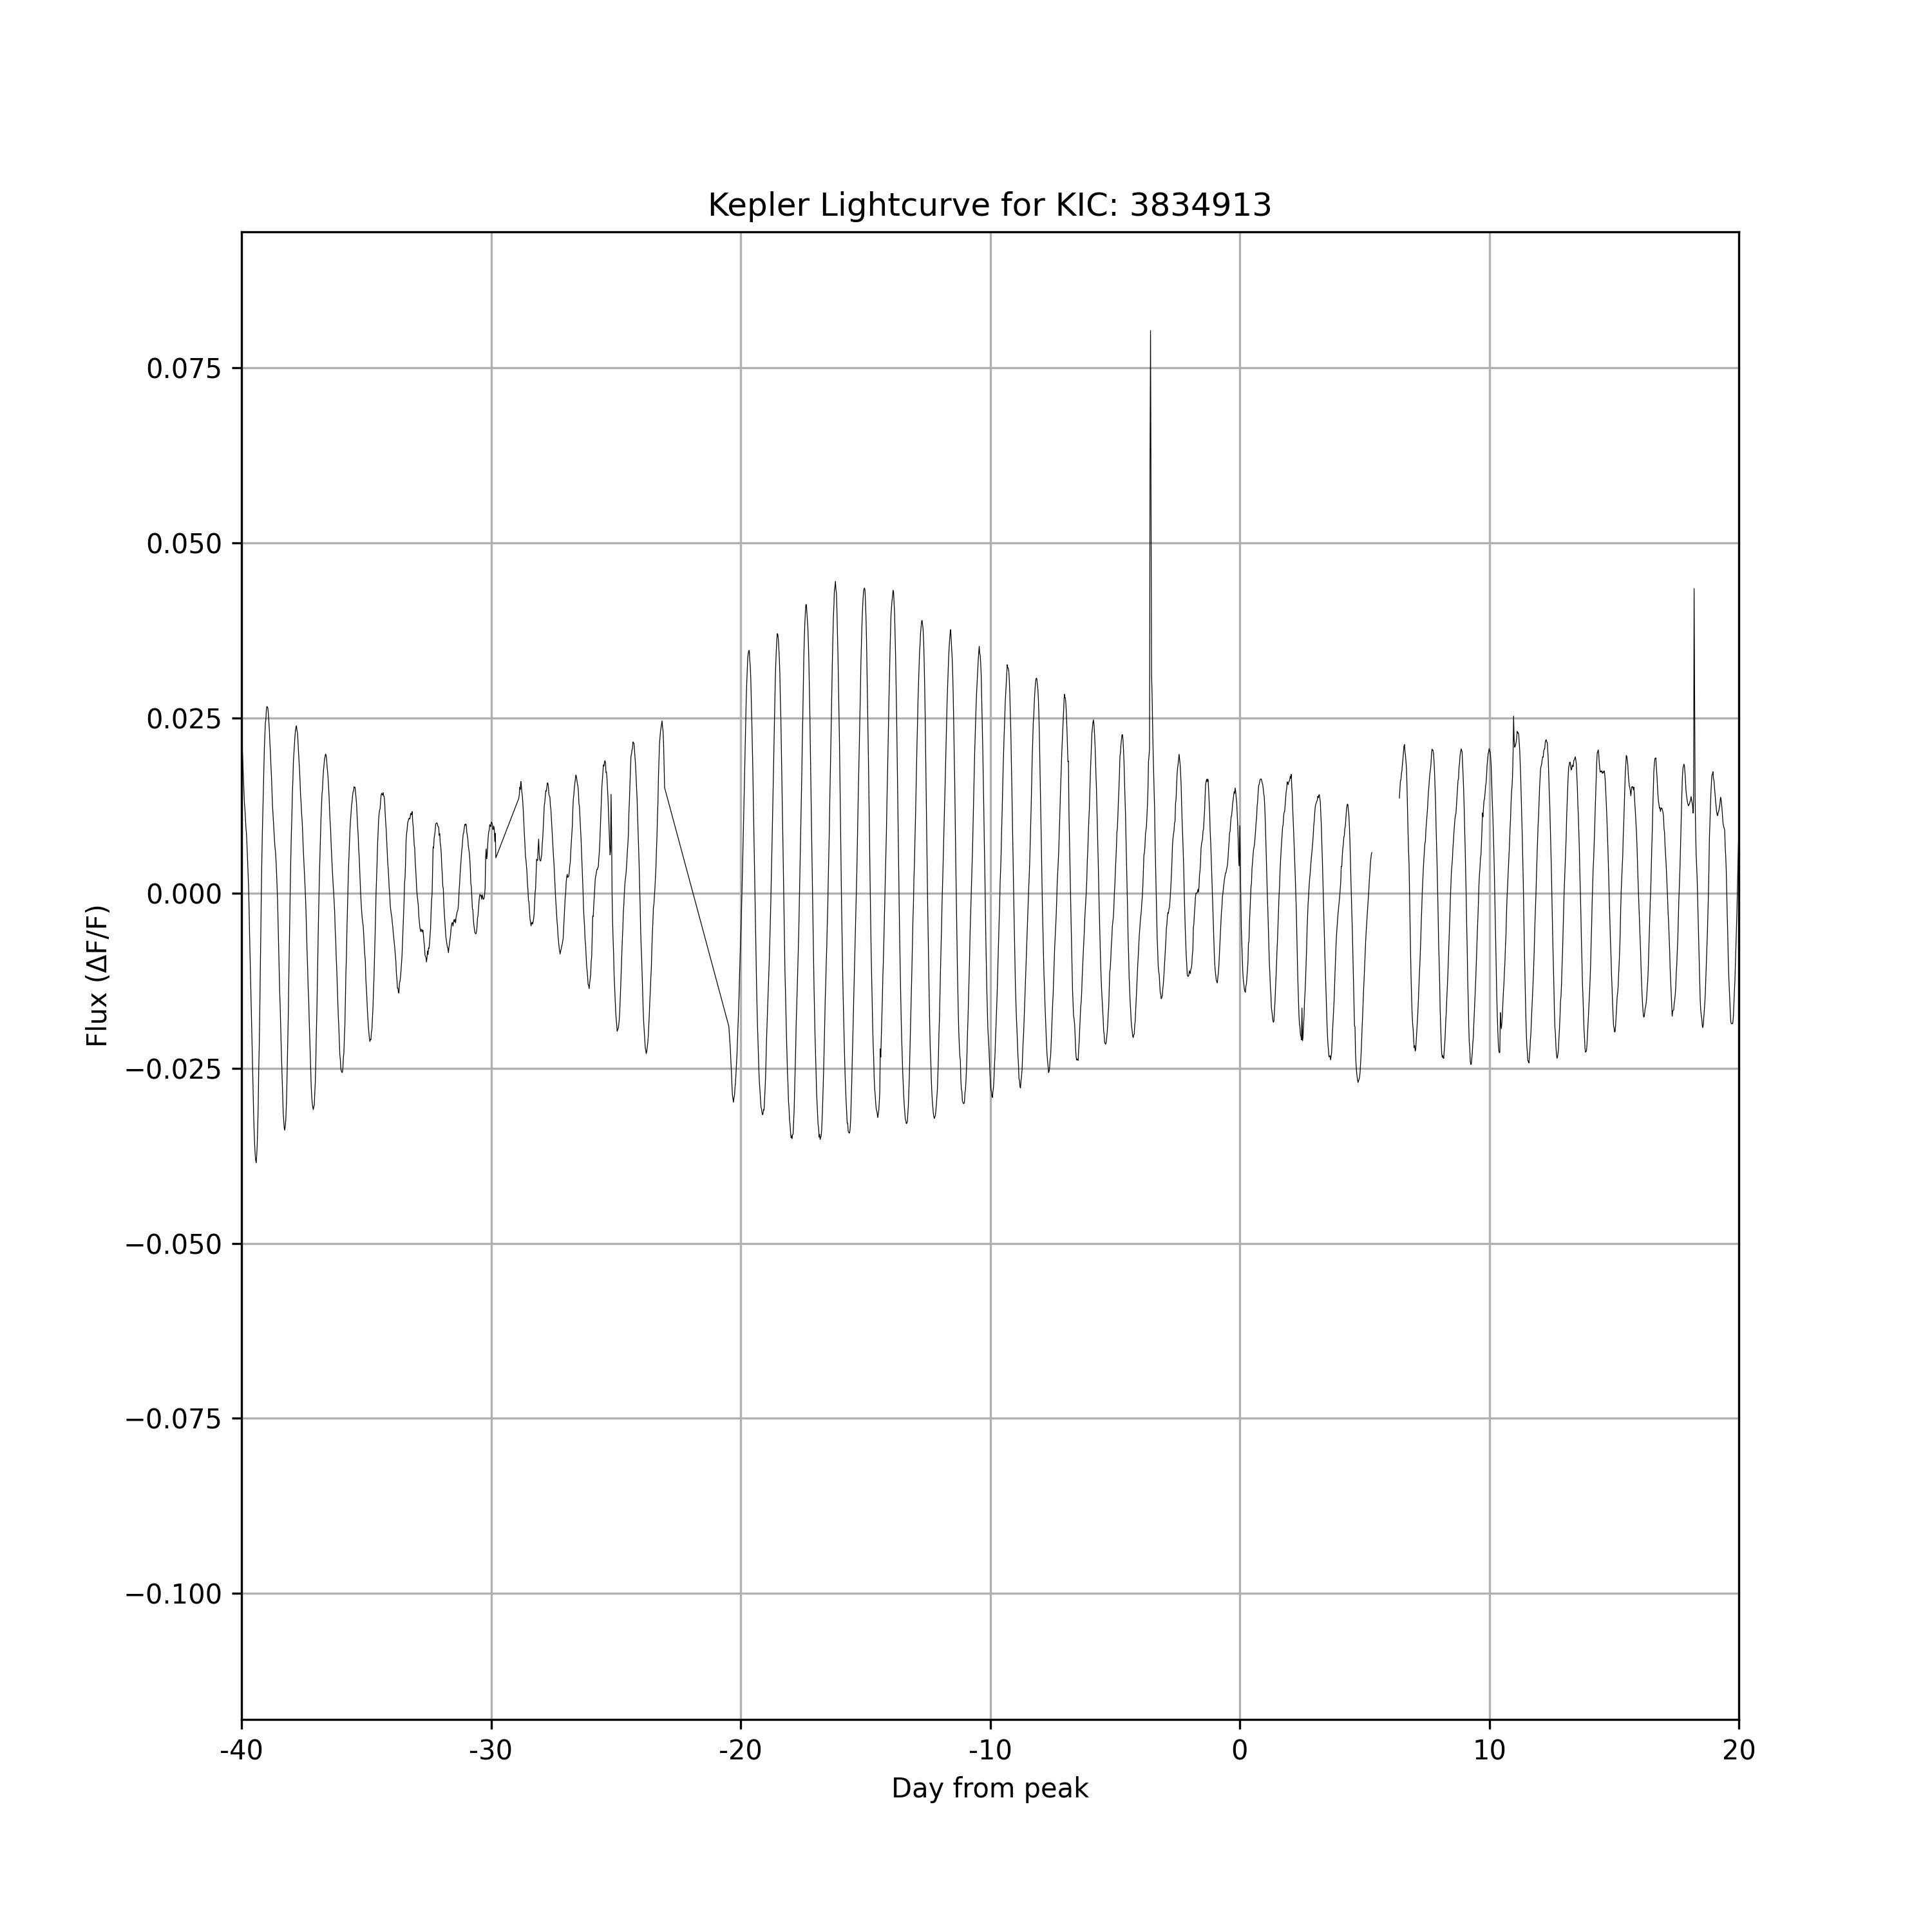 Kepler Lightcurve for KIC: 3834913
Flux (ΔF/F)
0.075
0.050
0.025
0.000
−0.025
−0.050
−0.075
−0.100
-40 -30 -20 -10 0 10 20
Day from peak